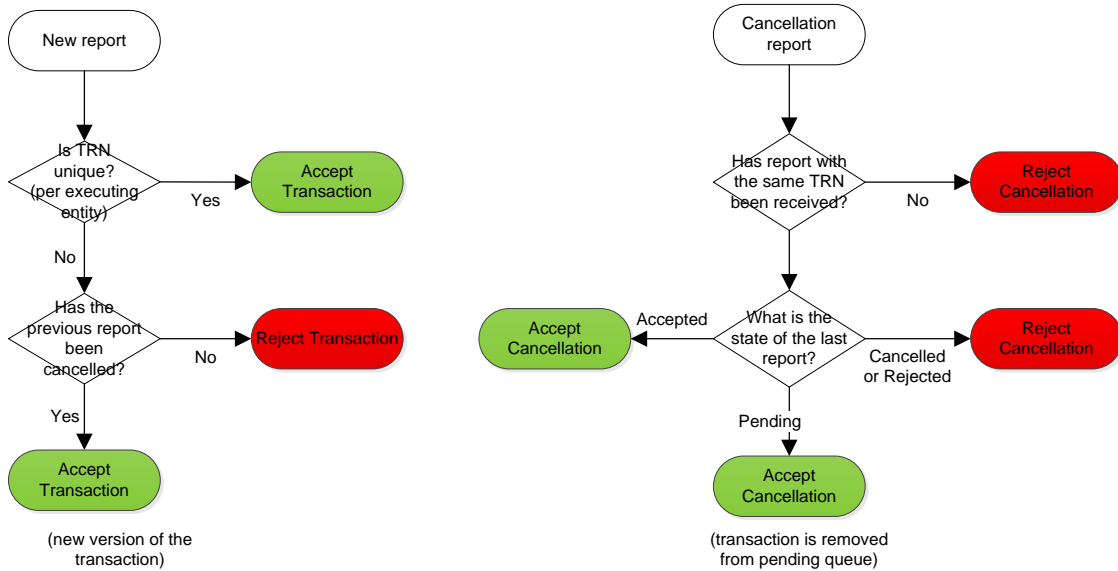 New report
Is TRN
unique?
(per executing
entity)
Yes
Accept
Transaction
No
Has the
previous report
been
cancelled?
No
Reject Transaction
Yes
Accept
Transaction
(new version of the
transaction)
Cancellation
report
Has report with
the same TRN
been received?
No
Reject
Cancellation
What is the
state of the last
report?
Accepted
Accept
Cancellation
Cancelled
or Rejected
Reject
Cancellation
Pending
Accept
Cancellation
(transaction is removed
from pending queue)